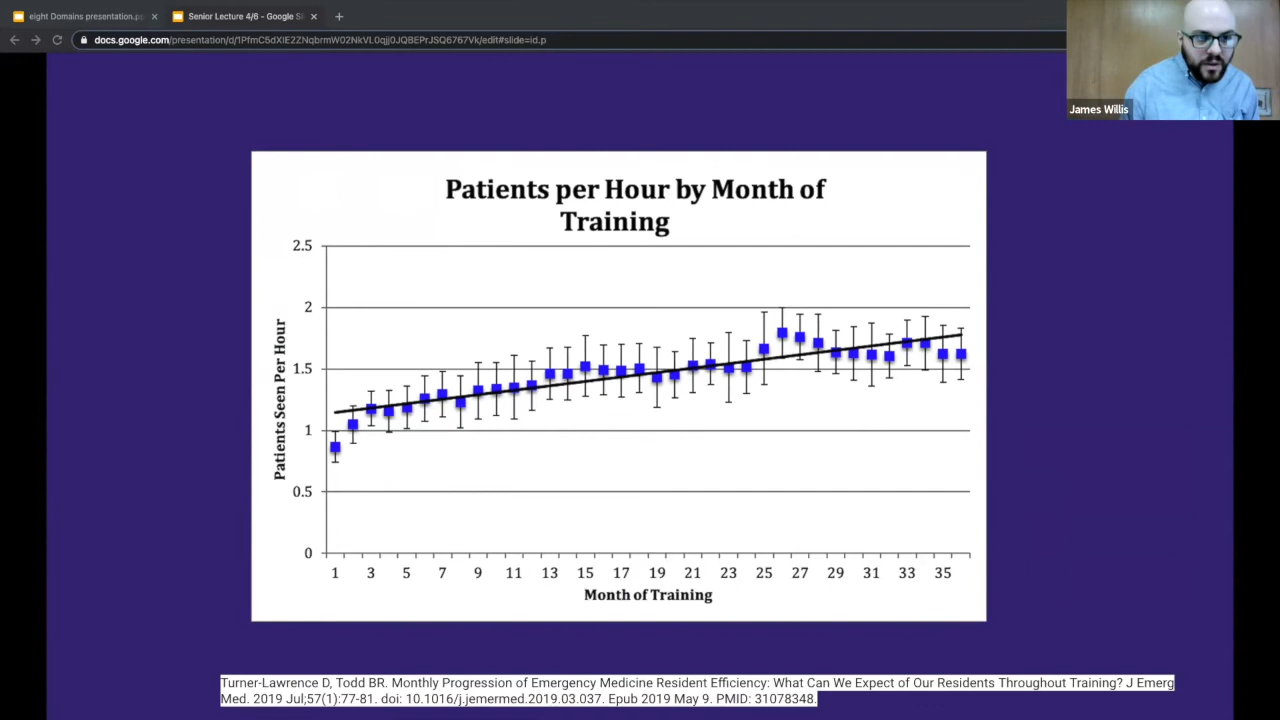 eight Domains presentation.pp
Senior Lecture 4/6 - Google Sli
docs.google.com/presentation/d/1PfmC5dXIE2ZNqbrmW02NkVL0qjj0JQBEPrJSQ6767Vk/edit#slide=id.p
James Willis
Patients per Hour by Month of
Training
Patients Seen Per Hour
2.5
2
1.5
1
0.5
0
1 3 5 7 9 11 13 15 17 19 21 23 25 27 29 31 33 35
Month of Training
Turner-Lawrence D, Todd BR. Monthly Progression of Emergency Medicine Resident Efficiency: What Can We Expect of Our Residents Throughout Training? J Emerg
Med. 2019 Jul;57(1):77-81. doi: 10.1016/j.jemermed.2019.03.037. Epub 2019 May 9. PMID: 31078348.